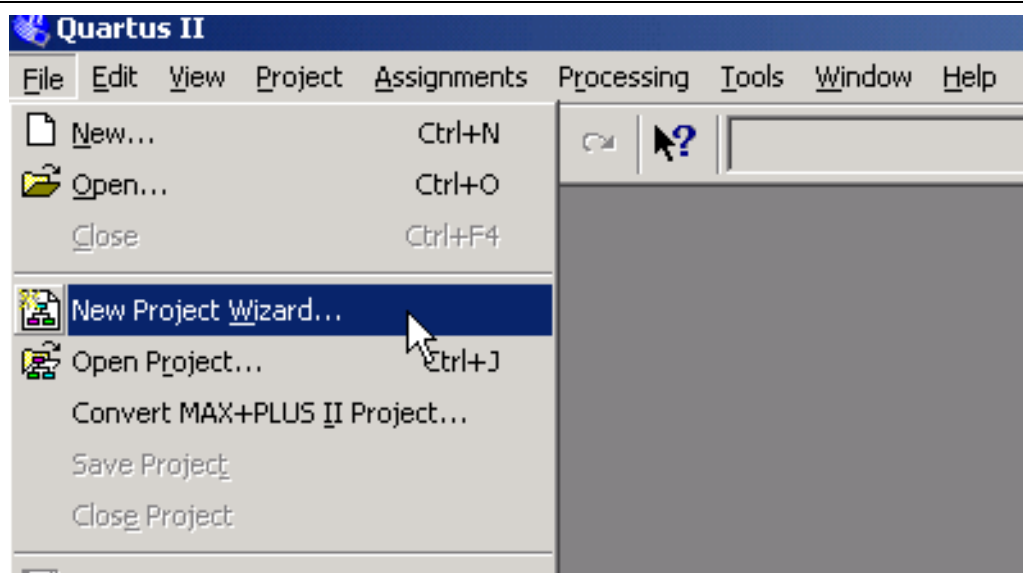 Quartus II
File Edit View Project Assignments Processing Tools Window Help
New... Ctrl+N
?
Open... Ctrl+O
Close Ctrl+F4
New Project Wizard...
Open Project... Ctrl+J
Convert MAX+PLUS II Project...
Save Project
Close Project